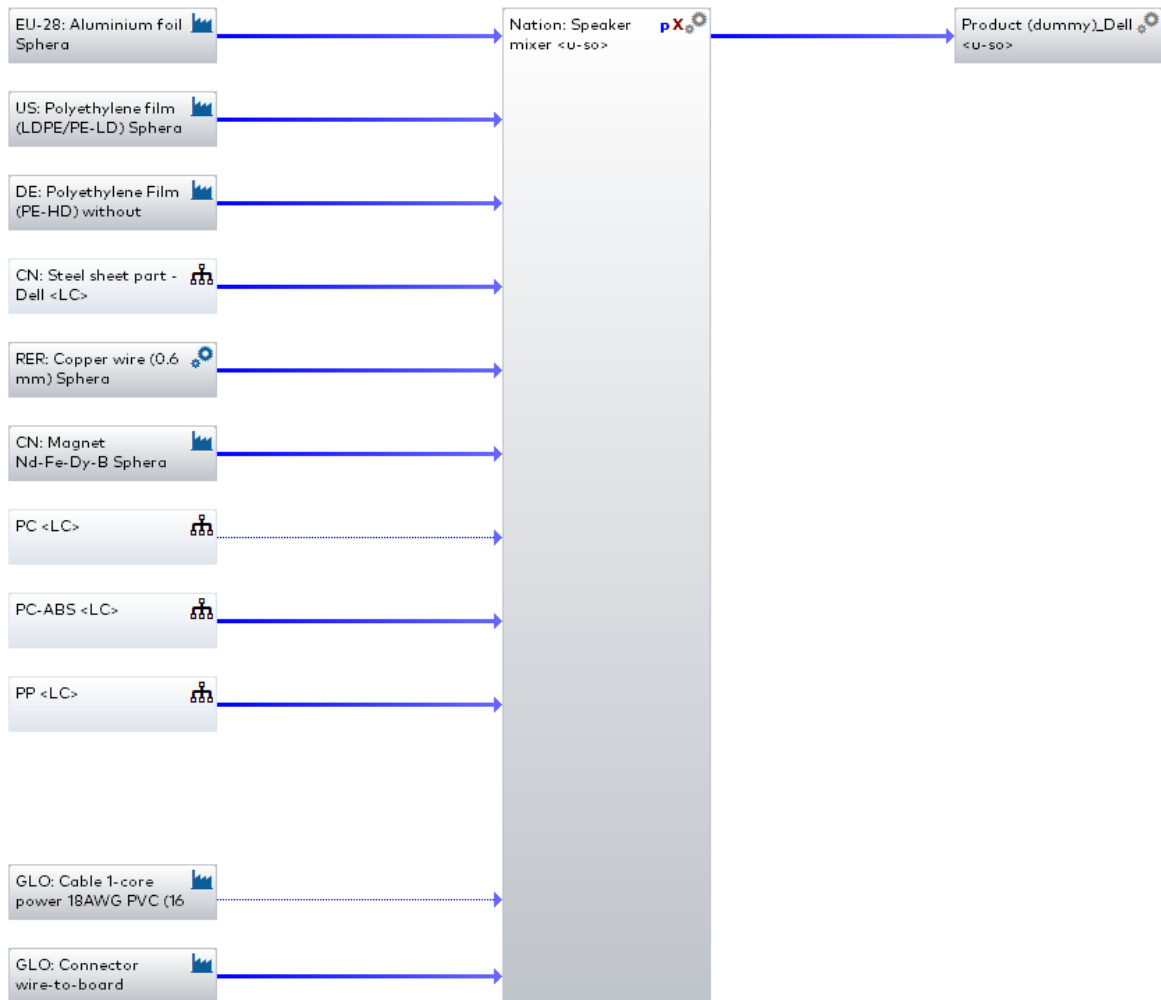 EU-28: Aluminium foil
Sphera
Nation: Speaker pX
mixer <u-so>
Product (dummy)_Dell
<u-so>
US: Polyethylene film
(LDPE/PE-LD) Sphera
DE: Polyethylene Film
(PE-HD) without
CN: Steel sheet part -
Dell <LC>
RER: Copper wire (0.6
mm) Sphera
CN: Magnet
Nd-Fe-Dy-B Sphera
PC <LC>
PC-ABS <LC>
PP <LC>
GLO: Cable 1-core
power 18AWG PVC (16
GLO: Connector
wire-to-board